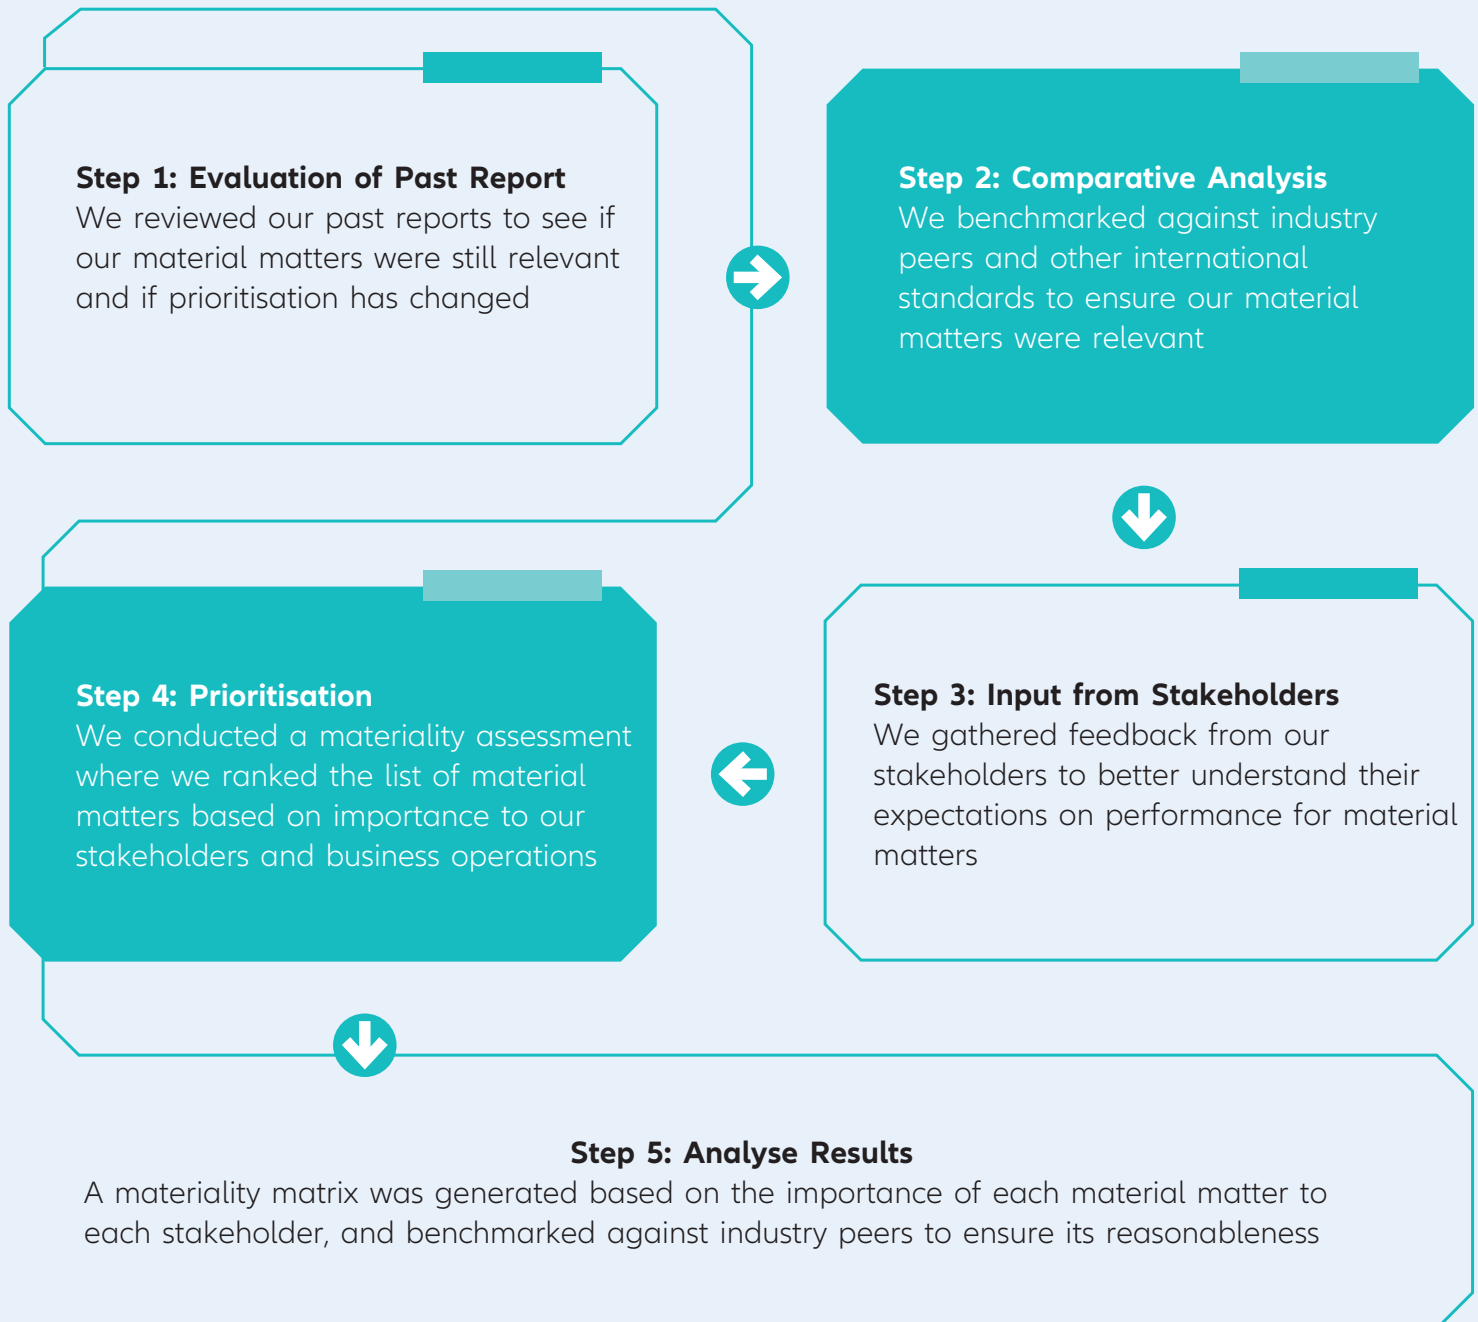 Step 1: Evaluation of Past Report
We reviewed our past reports to see if
our material matters were still relevant
and if prioritisation has changed
Step 2: Comparative Analysis
We benchmarked against industry
peers and other international
standards to ensure our material
matters were relevant
Step 3: Input from Stakeholders
We gathered feedback from our
stakeholders to better understand their
expectations on performance for material
matters
Step 4: Prioritisation
We conducted a materiality assessment
where we ranked the list of material
matters based on importance to our
stakeholders and business operations
Step 5: Analyse Results
A materiality matrix was generated based on the importance of each material matter to
each stakeholder, and benchmarked against industry peers to ensure its reasonableness